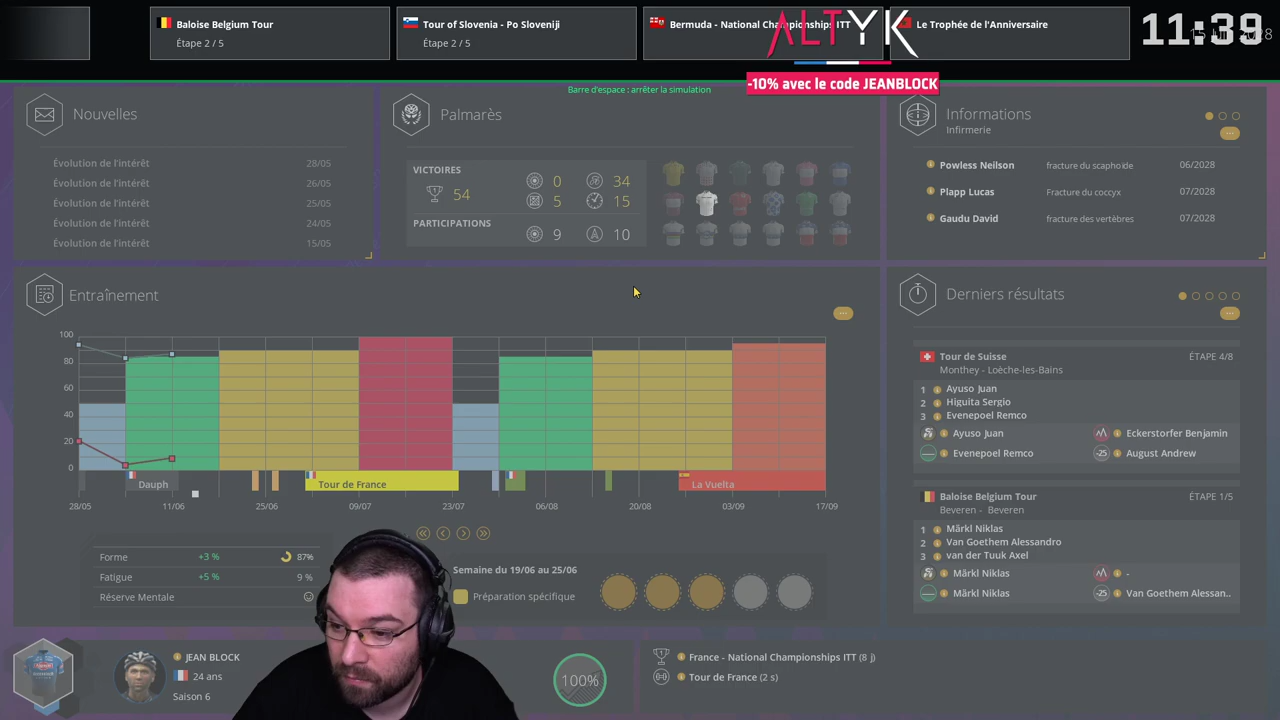 Baloise Belgium Tour
Étape 2 / 5
Tour of Slovenia - Po Sloveniji
Étape 2 / 5
Bermuda - National Championships ITT
Le Trophée de l'Anniversaire
ALTYK
-10% avec le code JEANBLOCK
11:39
Barre d'espace : arrêter la simulation
Nouvelles
Évolution de l'intérêt 28/05
Évolution de l'intérêt 26/05
Évolution de l'intérêt 25/05
Évolution de l'intérêt 24/05
Évolution de l'intérêt 15/05
Palmarès
VICTOIRES
54
0 34
5 15
PARTICIPATIONS
9 10
Informations
Infirmerie
Powless Neilson fracture du scaphoïde 06/2028
Plapp Lucas Fracture du coccyx 07/2028
Gaudu David fracture des vertèbres 07/2028
Entraînement
100
80
60
40
20
0
Dauph
Tour de France
La Vuelta
28/05 11/06 25/06 09/07 23/07 06/08 20/08 03/09 17/09
Forme +3 % 87%
Fatigue +5 % 9 %
Réserve Mentale
Semaine du 19/06 au 25/06
Préparation spécifique
Derniers résultats
Tour de Suisse ÉTAPE 4/8
Monthey - Loèche-les-Bains
1 Ayuso Juan
2 Higuita Sergio
3 Evenepoel Remco
Ayuso Juan Eckerstorfer Benjamin
Evenepoel Remco -25 August Andrew
Baloise Belgium Tour ÉTAPE 1/5
Beveren - Beveren
1 Märkl Niklas
2 Van Goethem Alessandro
3 van der Tuuk Axel
Märkl Niklas -
Märkl Niklas -25 Van Goethem Alessan..
JEAN BLOCK
24 ans
Saison 6
100%
France - National Championships ITT (8 j)
Tour de France (2 s)